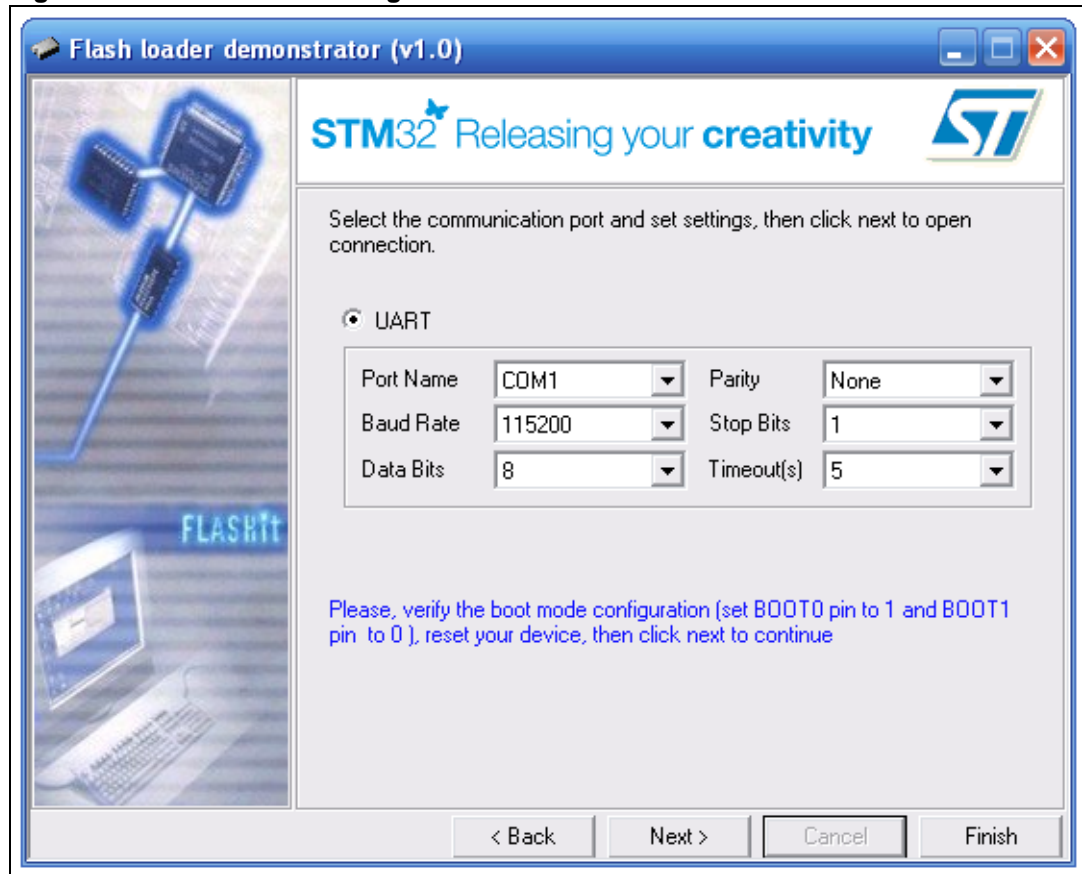 Flash loader demonstrator (v1.0)
STM32 Releasing your creativity
ST
Select the communication port and set settings, then click next to open
connection.
UART
Port Name COM1 Parity None
Baud Rate 115200 Stop Bits 1
Data Bits 8 Timeout(s) 5
FLASHit
Please, verify the boot mode configuration (set BOOT0 pin to 1 and BOOT1
pin to 0 ), reset your device, then click next to continue
< Back Next > Cancel Finish